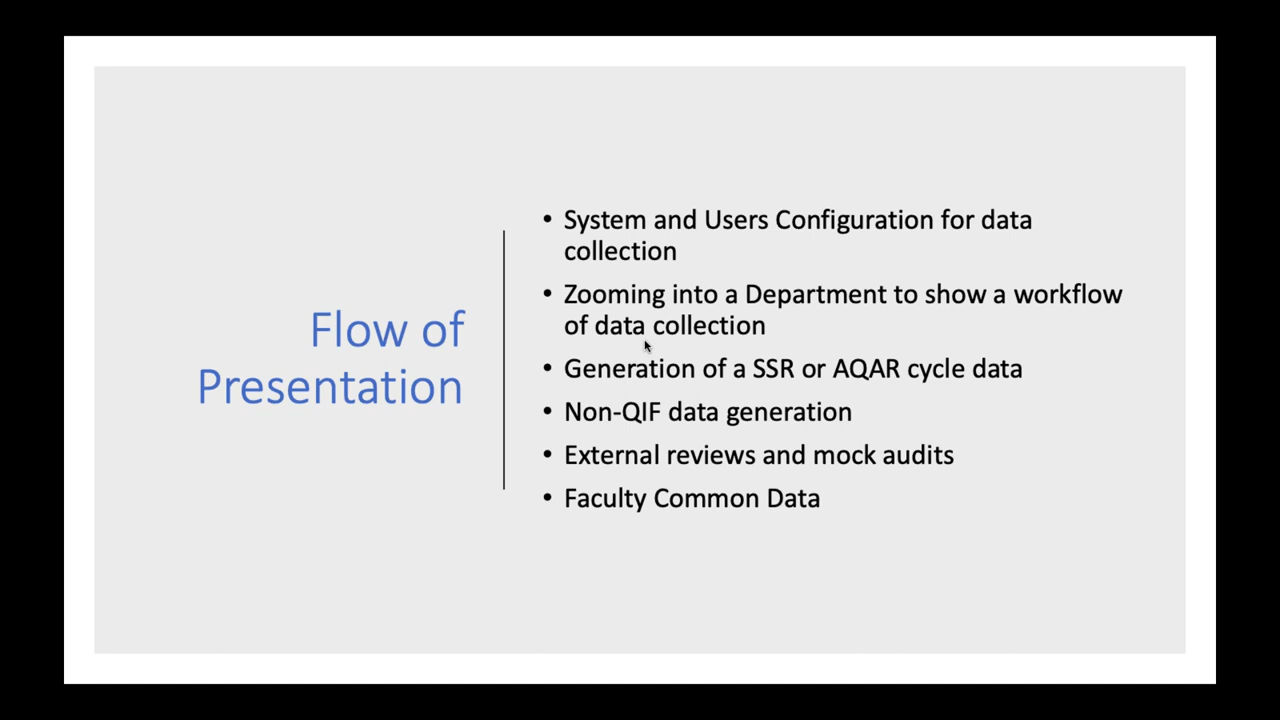 Flow of
Presentation
• System and Users Configuration for data
collection
• Zooming into a Department to show a workflow
of data collection
• Generation of a SSR or AQAR cycle data
• Non-QIF data generation
• External reviews and mock audits
• Faculty Common Data